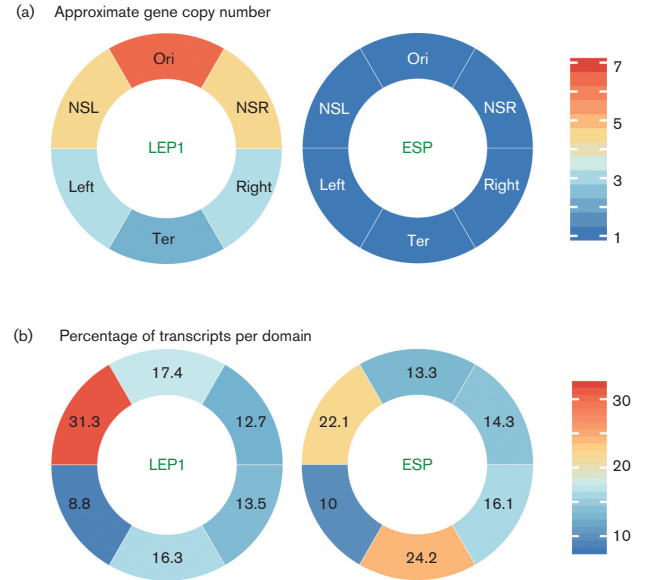 (a) Approximate gene copy number
Ori
NSL
NSR
LEP1
Left
Right
Ter
Ori
NSL
NSR
ESP
Left
Right
Ter
7
5
3
1
(b) Percentage of transcripts per domain
17.4
31.3
12.7
LEP1
8.8
13.5
16.3
13.3
22.1
14.3
ESP
10
16.1
24.2
30
20
10